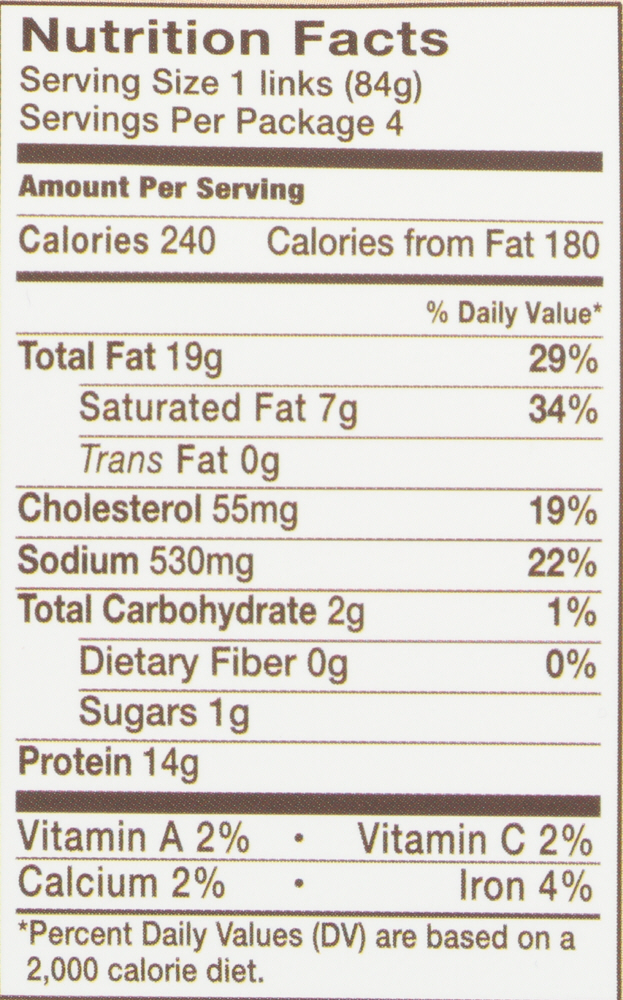 Nutrition Facts
Serving Size 1 links (84g)
Servings Per Package 4
Amount Per Serving
Calories 240 Calories from Fat 180
% Daily Value*
Total Fat 19g 29%
Saturated Fat 7g 34%
Trans Fat 0g
Cholesterol 55mg 19%
Sodium 530mg 22%
Total Carbohydrate 2g 1%
Dietary Fiber 0g 0%
Sugars 1g
Protein 14g
Vitamin A 2% • Vitamin C 2%
Calcium 2% • Iron 4%
*Percent Daily Values (DV) are based on a
2,000 calorie diet.